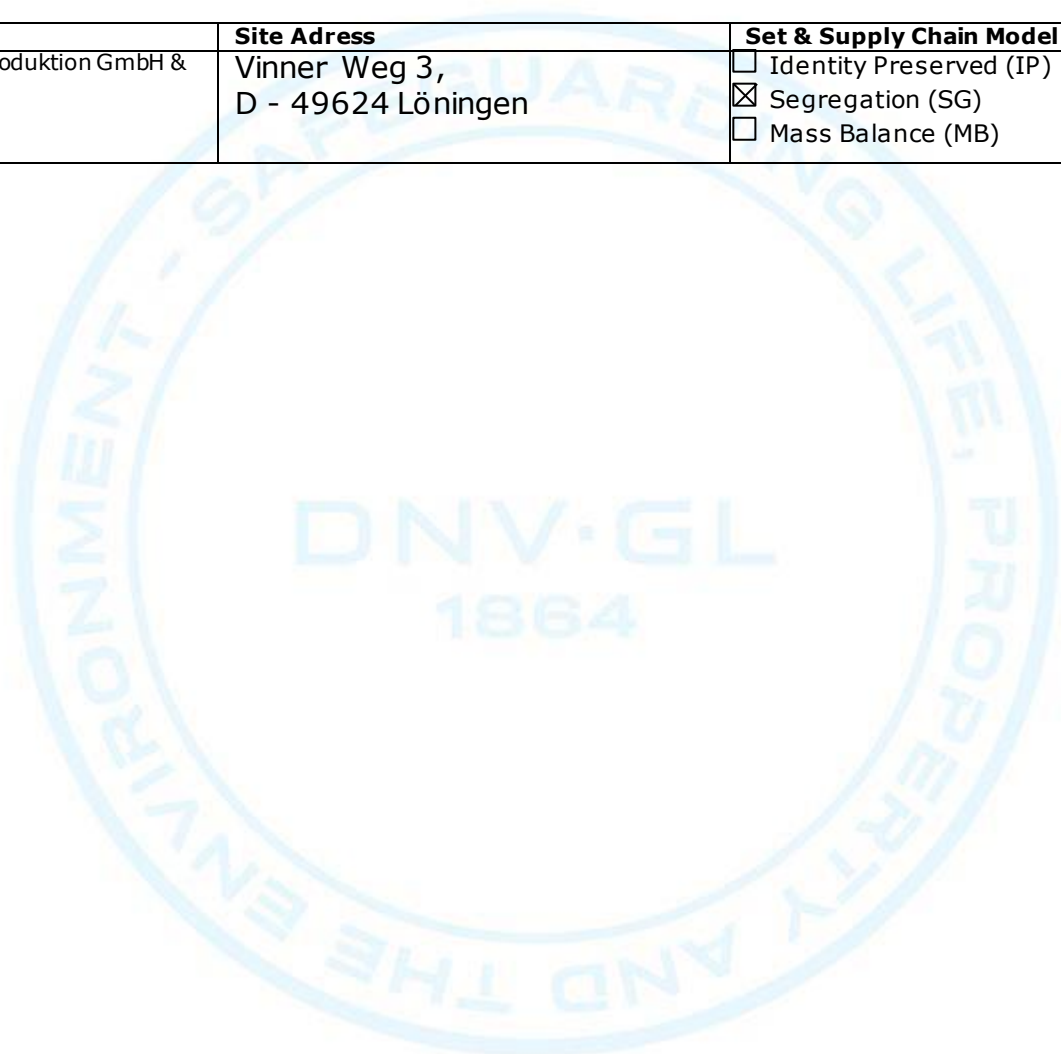 Site Adress
Set & Supply Chain Model
oduktion GmbH &
Vinner Weg 3,
D - 49624 Löningen
☐ Identity Preserved (IP)
☒ Segregation (SG)
☐ Mass Balance (MB)
SAFEGUARDING LIFE, PROPERTY AND THE ENVIRONMENT -
DNV·GL
1864